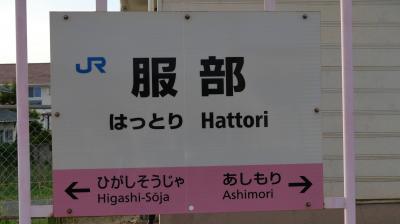 JR
服部
はっとり Hattori
ひがしそうじゃ
Higashi-Sōja
あしもり
Ashimori